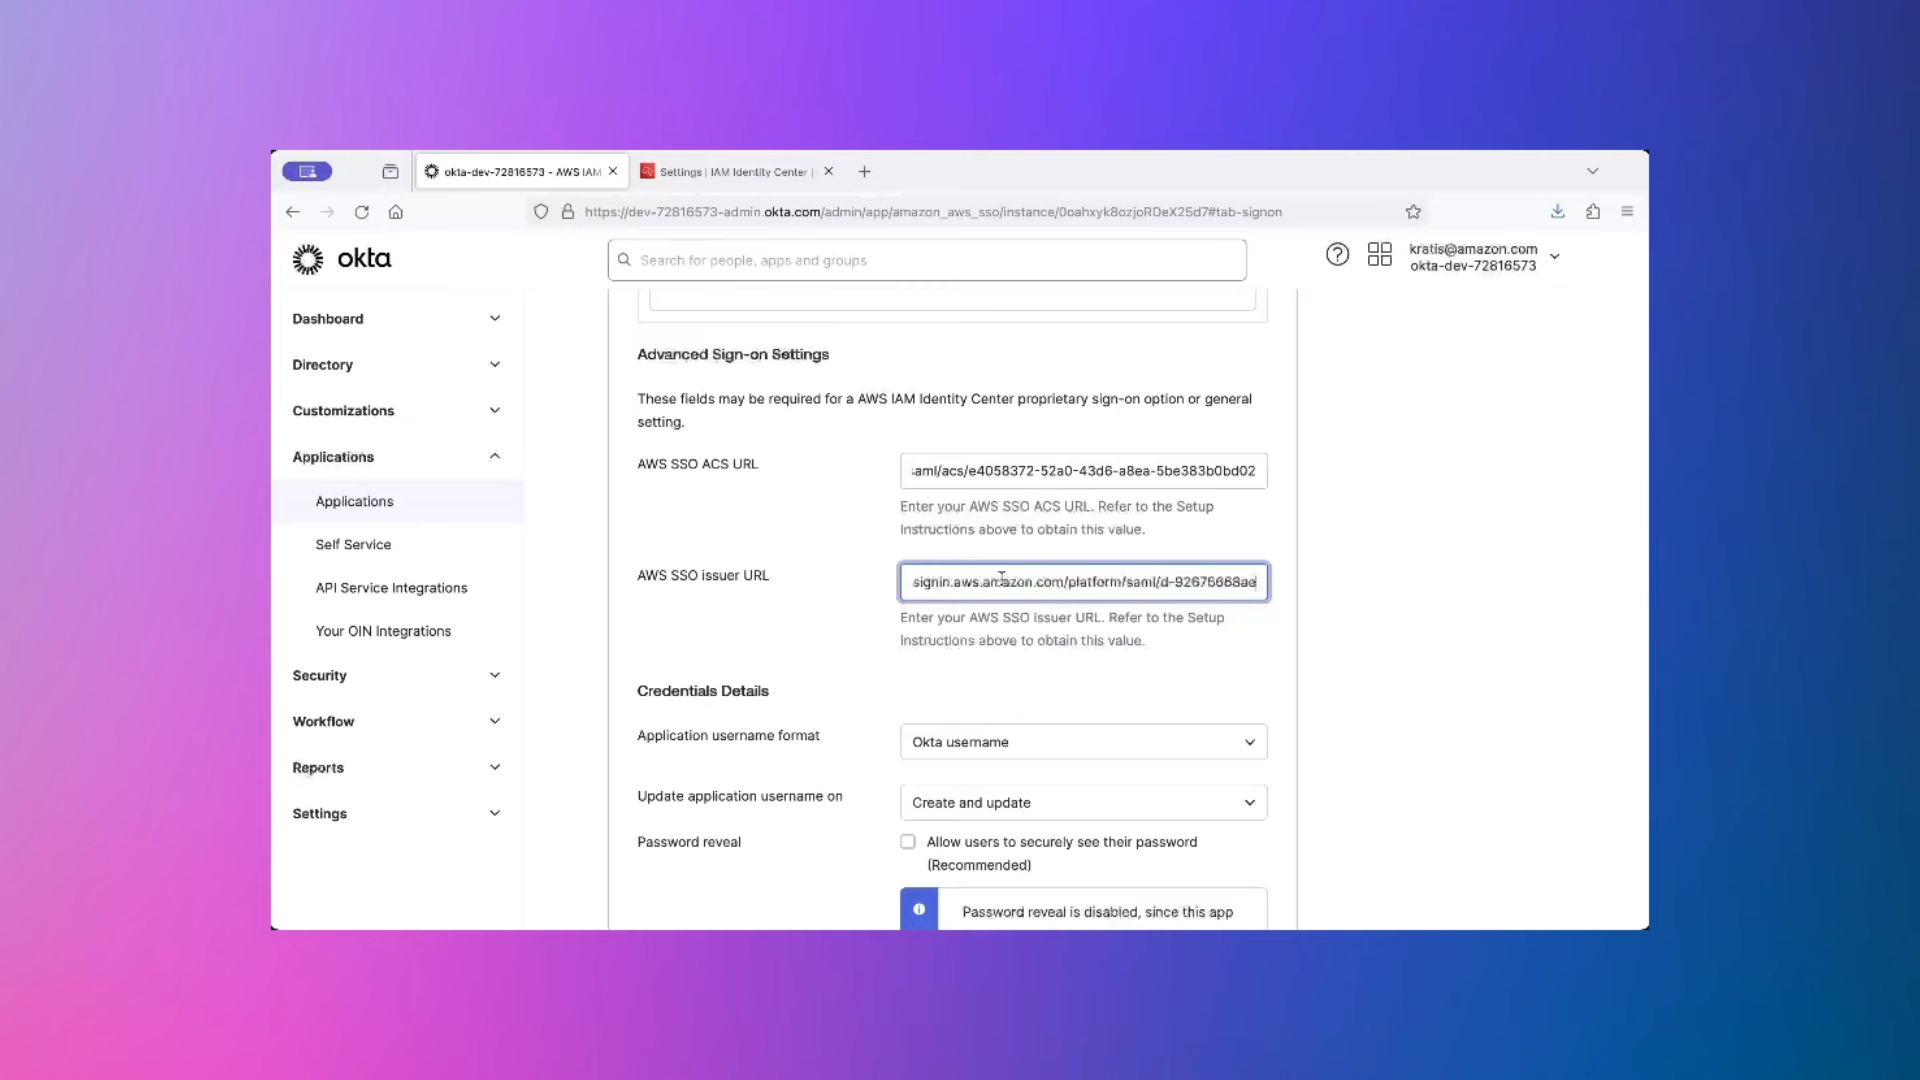 okta-dev-72816573 - AWS IAM
Settings | IAM Identity Center |
https://dev-72816573-admin.okta.com/admin/app/amazon_aws_sso/instance/0oahxyk8ozjoRDeX25d7#tab-signon
okta
Search for people, apps and groups
kratis@amazon.com
okta-dev-72816573
Dashboard
Directory
Customizations
Applications
Applications
Self Service
API Service Integrations
Your OIN Integrations
Security
Workflow
Reports
Settings
Advanced Sign-on Settings
These fields may be required for a AWS IAM Identity Center proprietary sign-on option or general
setting.
AWS SSO ACS URL
saml/acs/e4058372-52a0-43d6-a8ea-5be383b0bd02
Enter your AWS SSO ACS URL. Refer to the Setup
Instructions above to obtain this value.
AWS SSO issuer URL
signin.aws.amazon.com/platform/saml/d-92676668ae
Enter your AWS SSO issuer URL. Refer to the Setup
Instructions above to obtain this value.
Credentials Details
Application username format
Okta username
Update application username on
Create and update
Password reveal
Allow users to securely see their password
(Recommended)
Password reveal is disabled, since this app